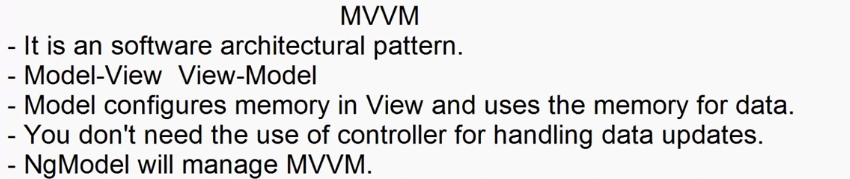 MVVM
- It is an software architectural pattern.
- Model-View  View-Model
- Model configures memory in View and uses the memory for data.
- You don't need the use of controller for handling data updates.
- NgModel will manage MVVM.